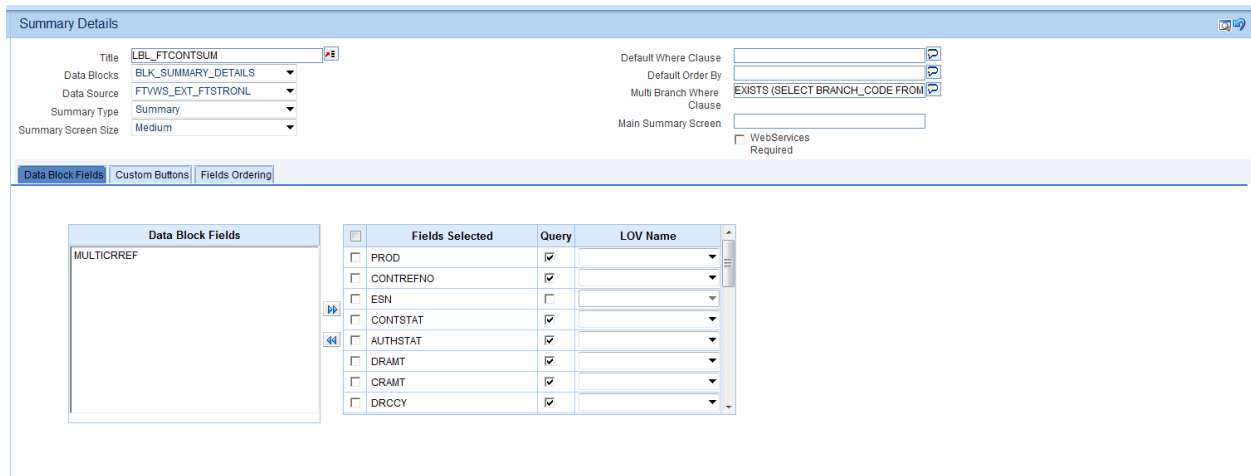 Summary Details
Title LBL_FTCONTSUM
Data Blocks BLK_SUMMARY_DETAILS
Data Source FTVWS_EXT_FTSTRONL
Summary Type Summary
Summary Screen Size Medium
Default Where Clause
Default Order By
Multi Branch Where Clause EXISTS (SELECT BRANCH_CODE FROM
Main Summary Screen
WebServices
Required
Data Block Fields Custom Buttons Fields Ordering
Data Block Fields
MULTICRREF
Fields Selected Query LOV Name
PROD
CONTREFNO
ESN
CONTSTAT
AUTHSTAT
DRAMT
CRAMT
DRCCY